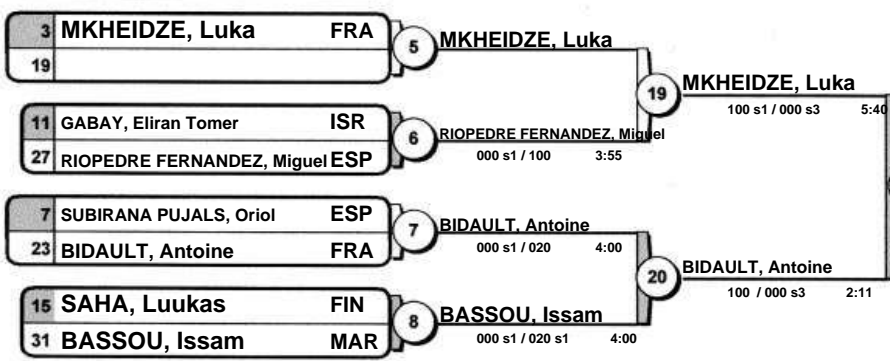 3 MKHEIDZE, Luka FRA
19
5
MKHEIDZE, Luka
11 GABAY, Eliran Tomer ISR
27 RIOPEDRE FERNANDEZ, Miguel ESP
6
RIOPEDRE FERNANDEZ, Miguel
000 s1 / 100 3:55
19
MKHEIDZE, Luka
100 s1 / 000 s3 5:40
7 SUBIRANA PUJALS, Oriol ESP
23 BIDAULT, Antoine FRA
7
BIDAULT, Antoine
000 s1 / 020 4:00
15 SAHA, Luukas FIN
31 BASSOU, Issam MAR
8
BASSOU, Issam
000 s1 / 020 s1 4:00
20
BIDAULT, Antoine
100 / 000 s3 2:11